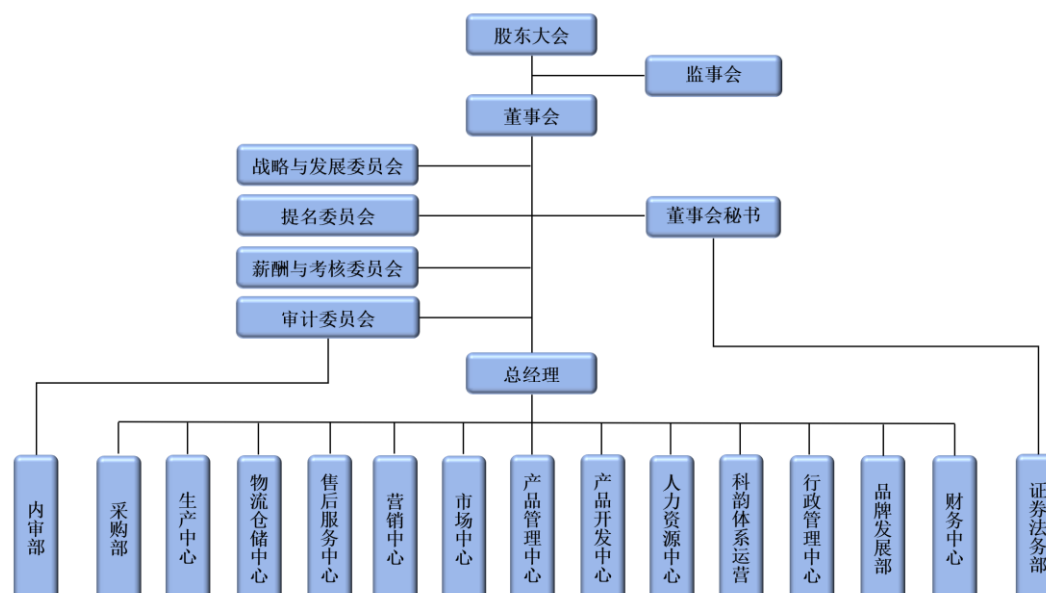 股东大会
监事会
董事会
战略与发展委员会
提名委员会
董事会秘书
薪酬与考核委员会
审计委员会
总经理
内审部
采购部
生产中心
物流仓储中心
售后服务中心
营销中心
市场中心
产品管理中心
产品开发中心
人力资源中心
科韵体系运营
行政管理中心
品牌发展部
财务中心
证券法务部